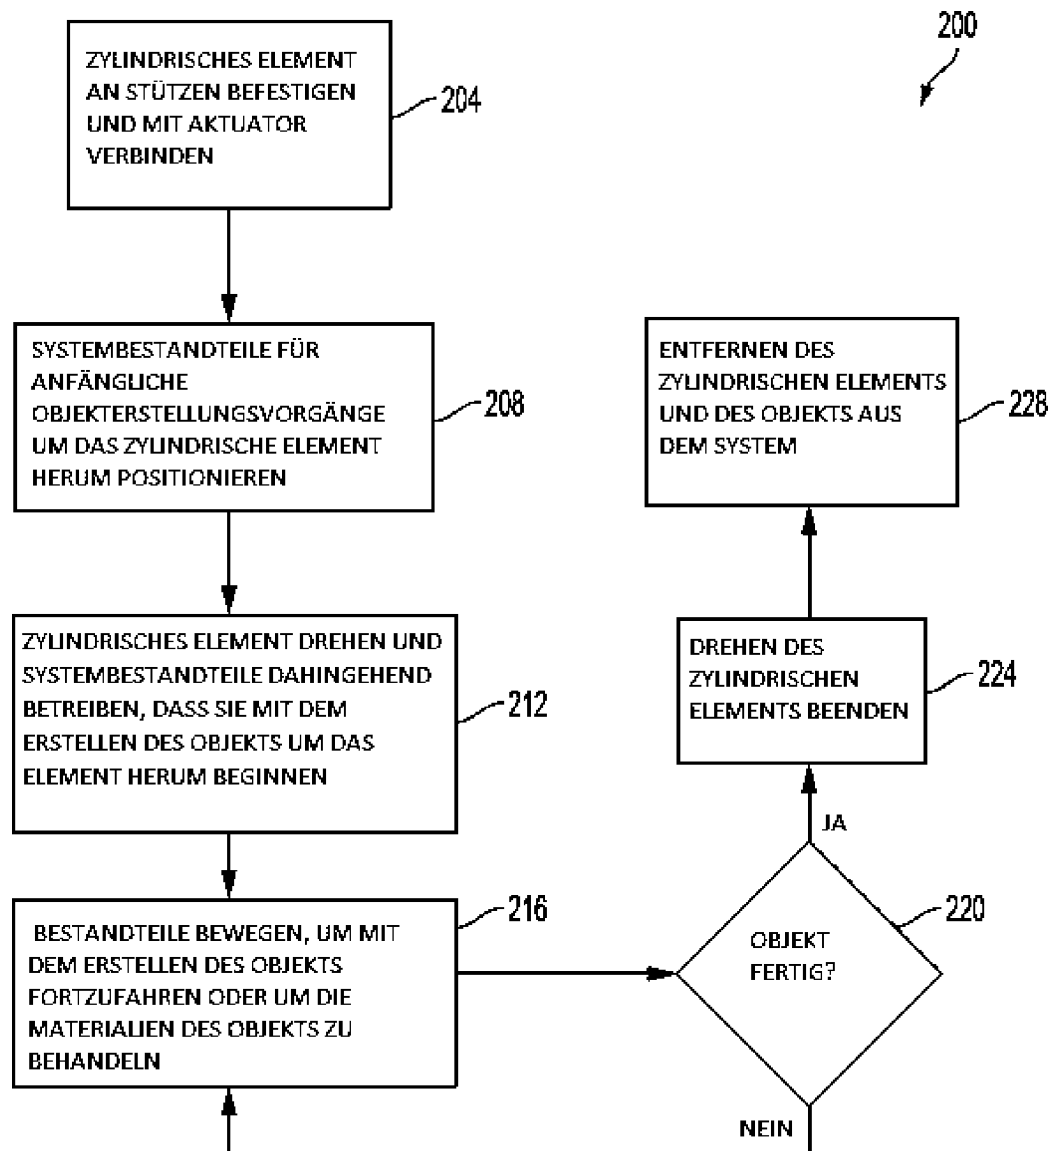 200
ZYLINDRISCHES ELEMENT
AN STÜTZEN BEFESTIGEN
UND MIT AKTUATOR
VERBINDEN
204
SYSTEMBESTANDTEILE FÜR
ANFÄNGLICHE
OBJEKTERSTELLUNGSVORGÄNGE
UM DAS ZYLINDRISCHE ELEMENT
HERUM POSITIONIEREN
208
ZYLINDRISCHES ELEMENT DREHEN UND
SYSTEMBESTANDTEILE DAHINGEHEND
BETREIBEN, DASS SIE MIT DEM
ERSTELLEN DES OBJEKTS UM DAS
ELEMENT HERUM BEGINNEN
212
BESTANDTEILE BEWEGEN, UM MIT
DEM ERSTELLEN DES OBJEKTS
FORTZUFAHREN ODER UM DIE
MATERIALIEN DES OBJEKTS ZU
BEHANDELN
216
OBJEKT
FERTIG?
220
NEIN
JA
DREHEN DES
ZYLINDRISCHEN
ELEMENTS BEENDEN
224
ENTFERNEN DES
ZYLINDRISCHEN ELEMENTS
UND DES OBJEKTS AUS
DEM SYSTEM
228